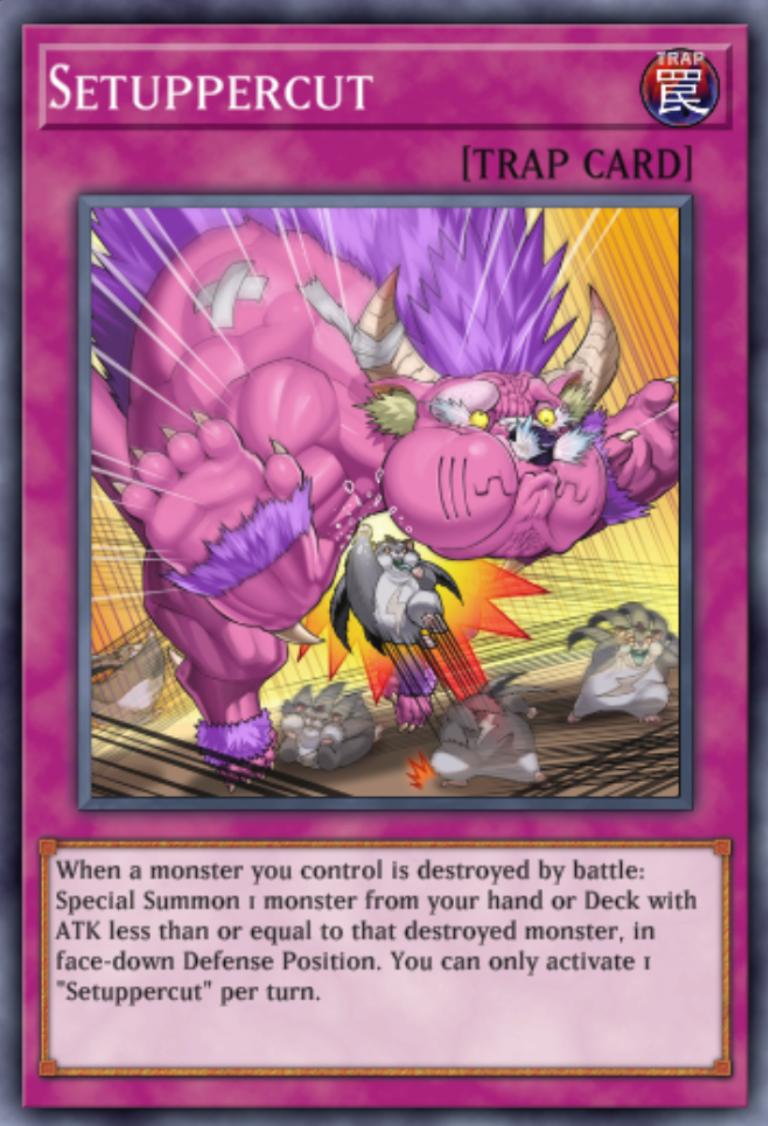 SETUPPERCUT
TRAP
罠
[TRAP CARD]
When a monster you control is destroyed by battle:
Special Summon 1 monster from your hand or Deck with
ATK less than or equal to that destroyed monster, in
face-down Defense Position. You can only activate 1
"Setuppercut" per turn.